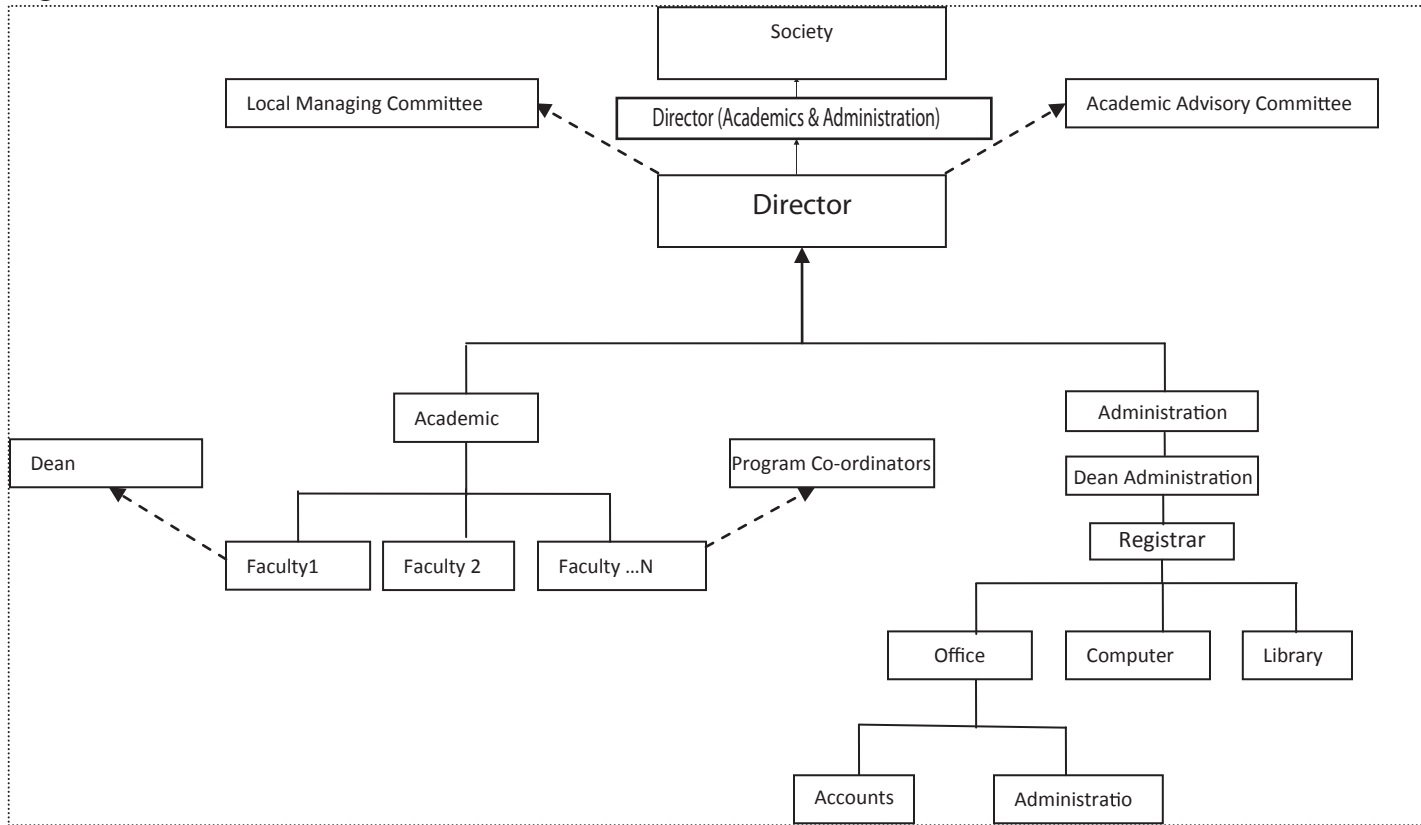 Society
Local Managing Committee
Academic Advisory Committee
Director (Academics & Administration)
Director
Academic
Administration
Dean
Program Co-ordinators
Dean Administration
Registrar
Faculty1
Faculty 2
Faculty ...N
Office
Computer
Library
Accounts
Administratio